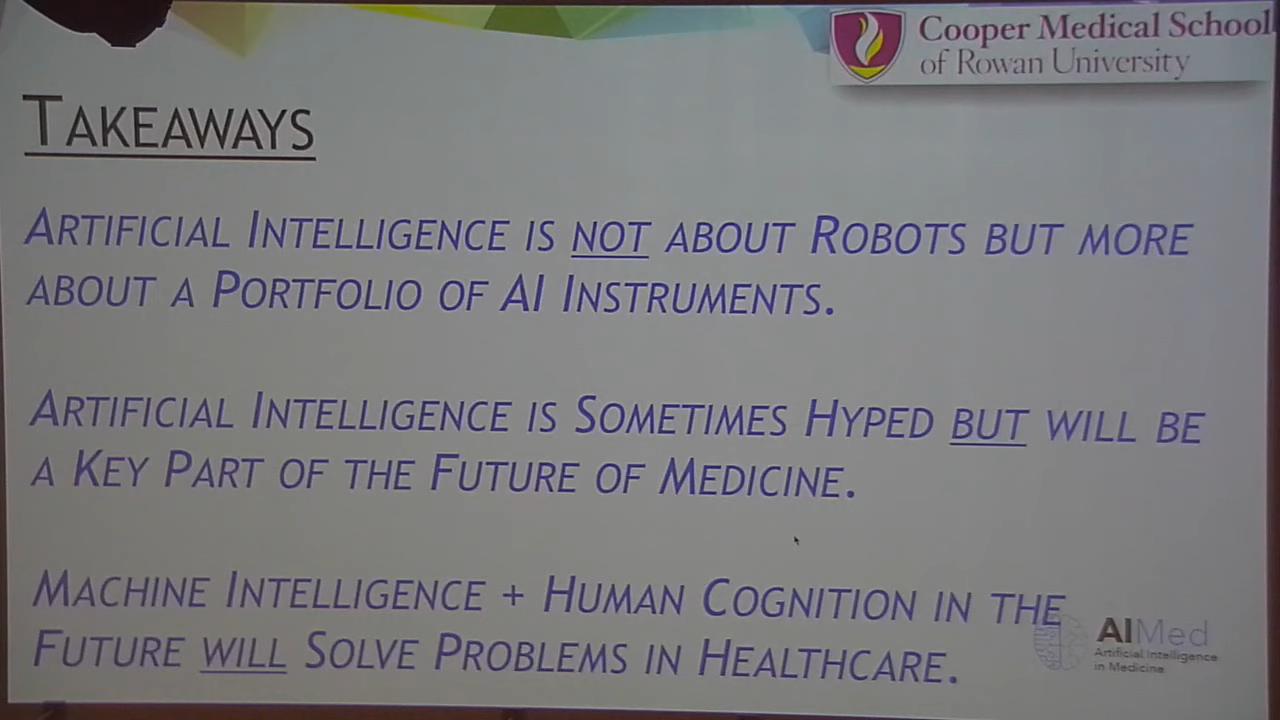 Cooper Medical School
of Rowan University
TAKEAWAYS
ARTIFICIAL INTELLIGENCE IS NOT ABOUT ROBOTS BUT MORE
ABOUT A PORTFOLIO OF AI INSTRUMENTS.
ARTIFICIAL INTELLIGENCE IS SOMETIMES HYPED BUT WILL BE
A KEY PART OF THE FUTURE OF MEDICINE.
MACHINE INTELLIGENCE + HUMAN COGNITION IN THE
FUTURE WILL SOLVE PROBLEMS IN HEALTHCARE.
AIMed
Artificial Intelligence
in Medicine